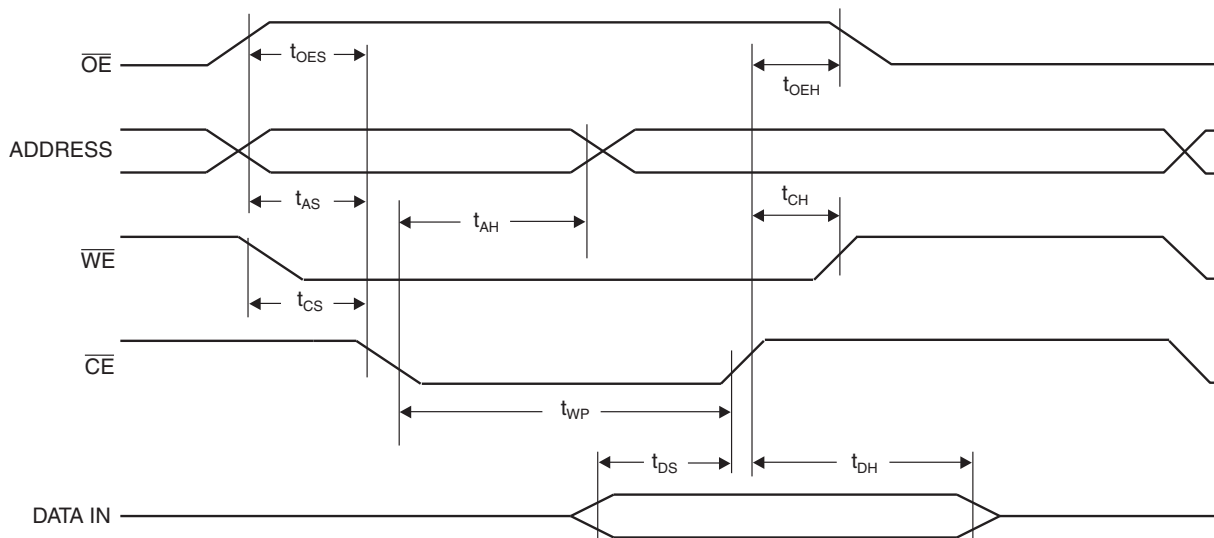 OE
tOES
tOEH
ADDRESS
tAS
tCH
tAH
WE
tCS
CE
tWP
tDS
tDH
DATA IN